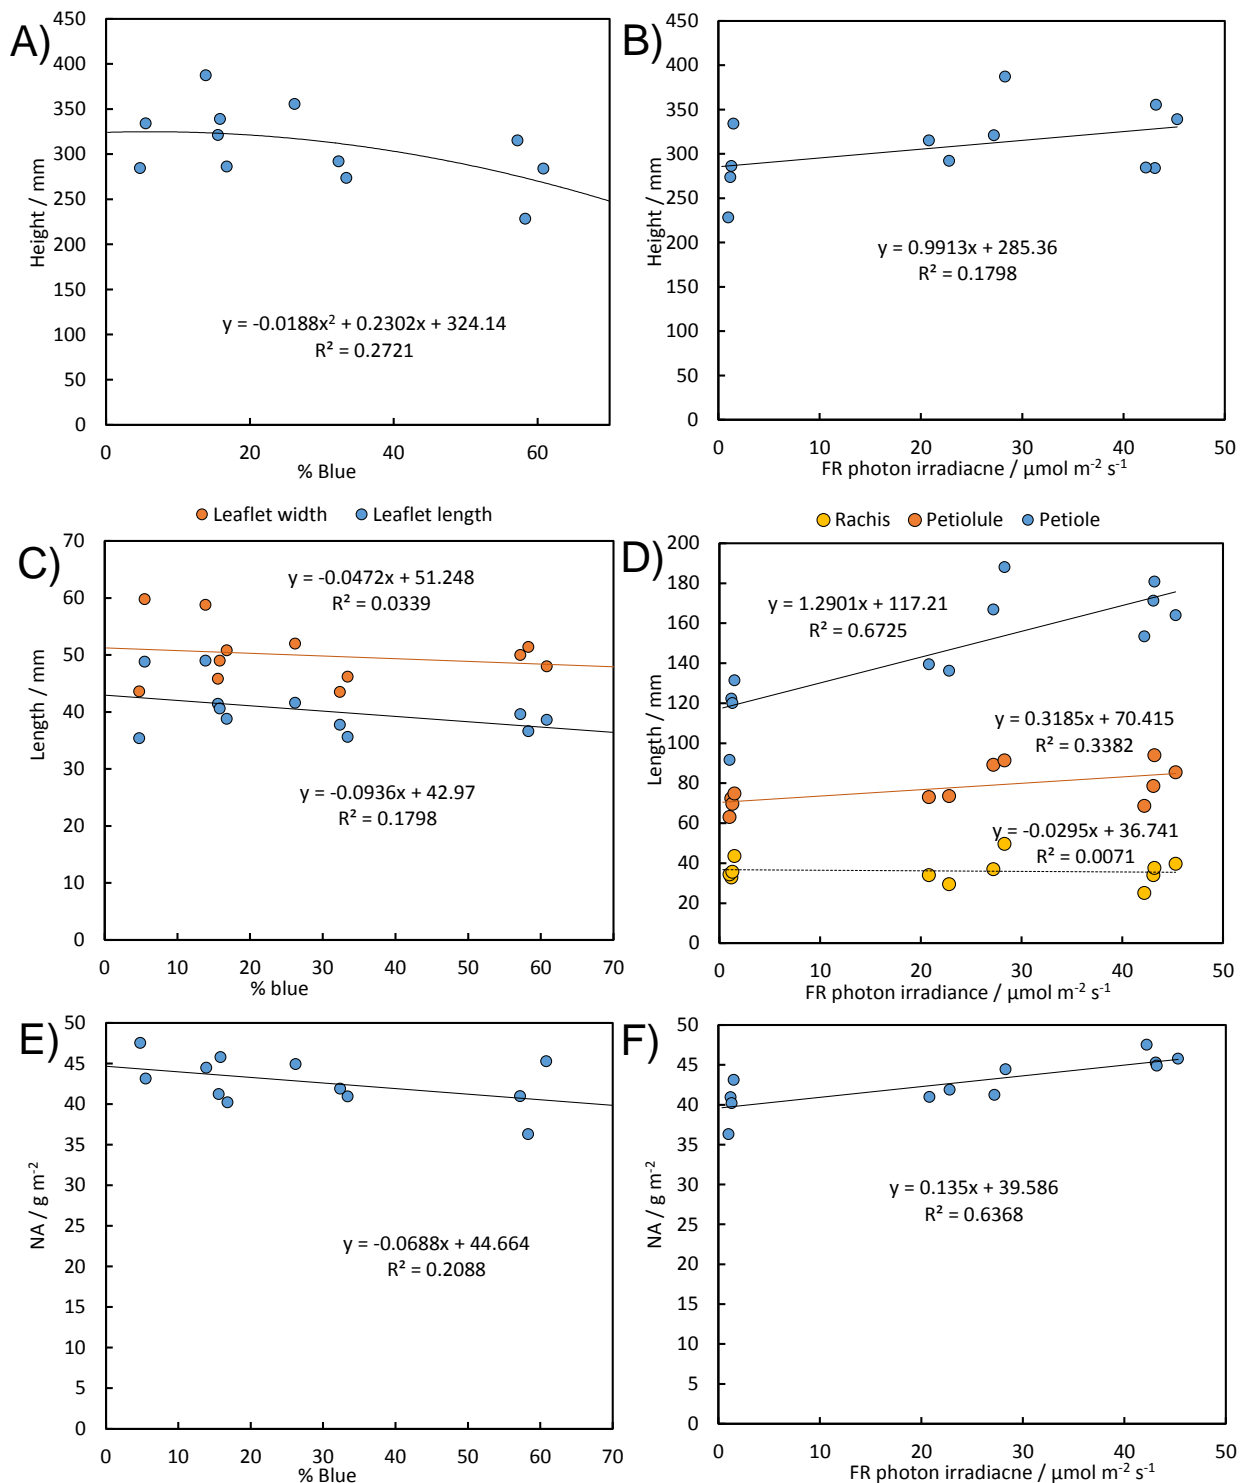 A)
450
400
350
300
250
200
150
100
50
0
Height / mm
y = -0.0188x² + 0.2302x + 324.14
R² = 0.2721
0 20 40 60
% Blue
B)
450
400
350
300
250
200
150
100
50
0
Height / mm
y = 0.9913x + 285.36
R² = 0.1798
0 10 20 30 40 50
FR photon irradiacne / µmol m⁻² s⁻¹
Leaflet width Leaflet length
C)
70
60
50
40
30
20
10
0
Length / mm
y = -0.0472x + 51.248
R² = 0.0339
y = -0.0936x + 42.97
R² = 0.1798
0 10 20 30 40 50 60 70
% blue
Rachis Petiolule Petiole
D)
200
180
160
140
120
100
80
60
40
20
0
Length / mm
y = 1.2901x + 117.21
R² = 0.6725
y = 0.3185x + 70.415
R² = 0.3382
y = -0.0295x + 36.741
R² = 0.0071
0 10 20 30 40 50
FR photon irradiance / µmol m⁻² s⁻¹
E)
50
45
40
35
30
25
20
15
10
5
0
NA / g m⁻²
y = -0.0688x + 44.664
R² = 0.2088
0 10 20 30 40 50 60 70
% Blue
F)
50
45
40
35
30
25
20
15
10
5
0
NA / g m⁻²
y = 0.135x + 39.586
R² = 0.6368
0 10 20 30 40 50
FR photon irradiacne / µmol m⁻² s⁻¹